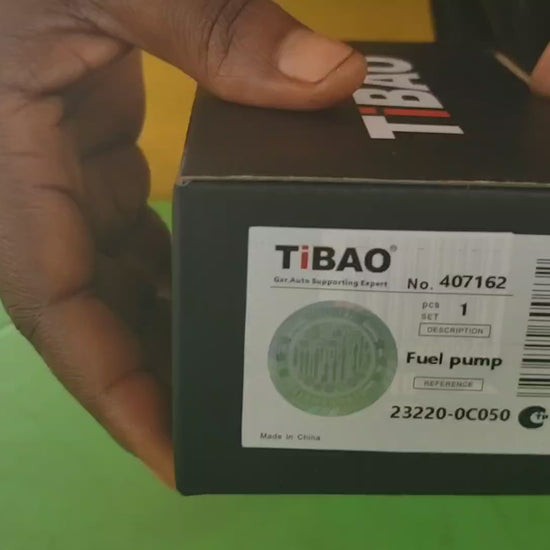 TiBAO
TiBAO®
Ger.Auto Supporting Expert
No. 407162
pcs
SET 1
DESCRIPTION
Fuel pump
REFERENCE
23220-0C050
Made in China